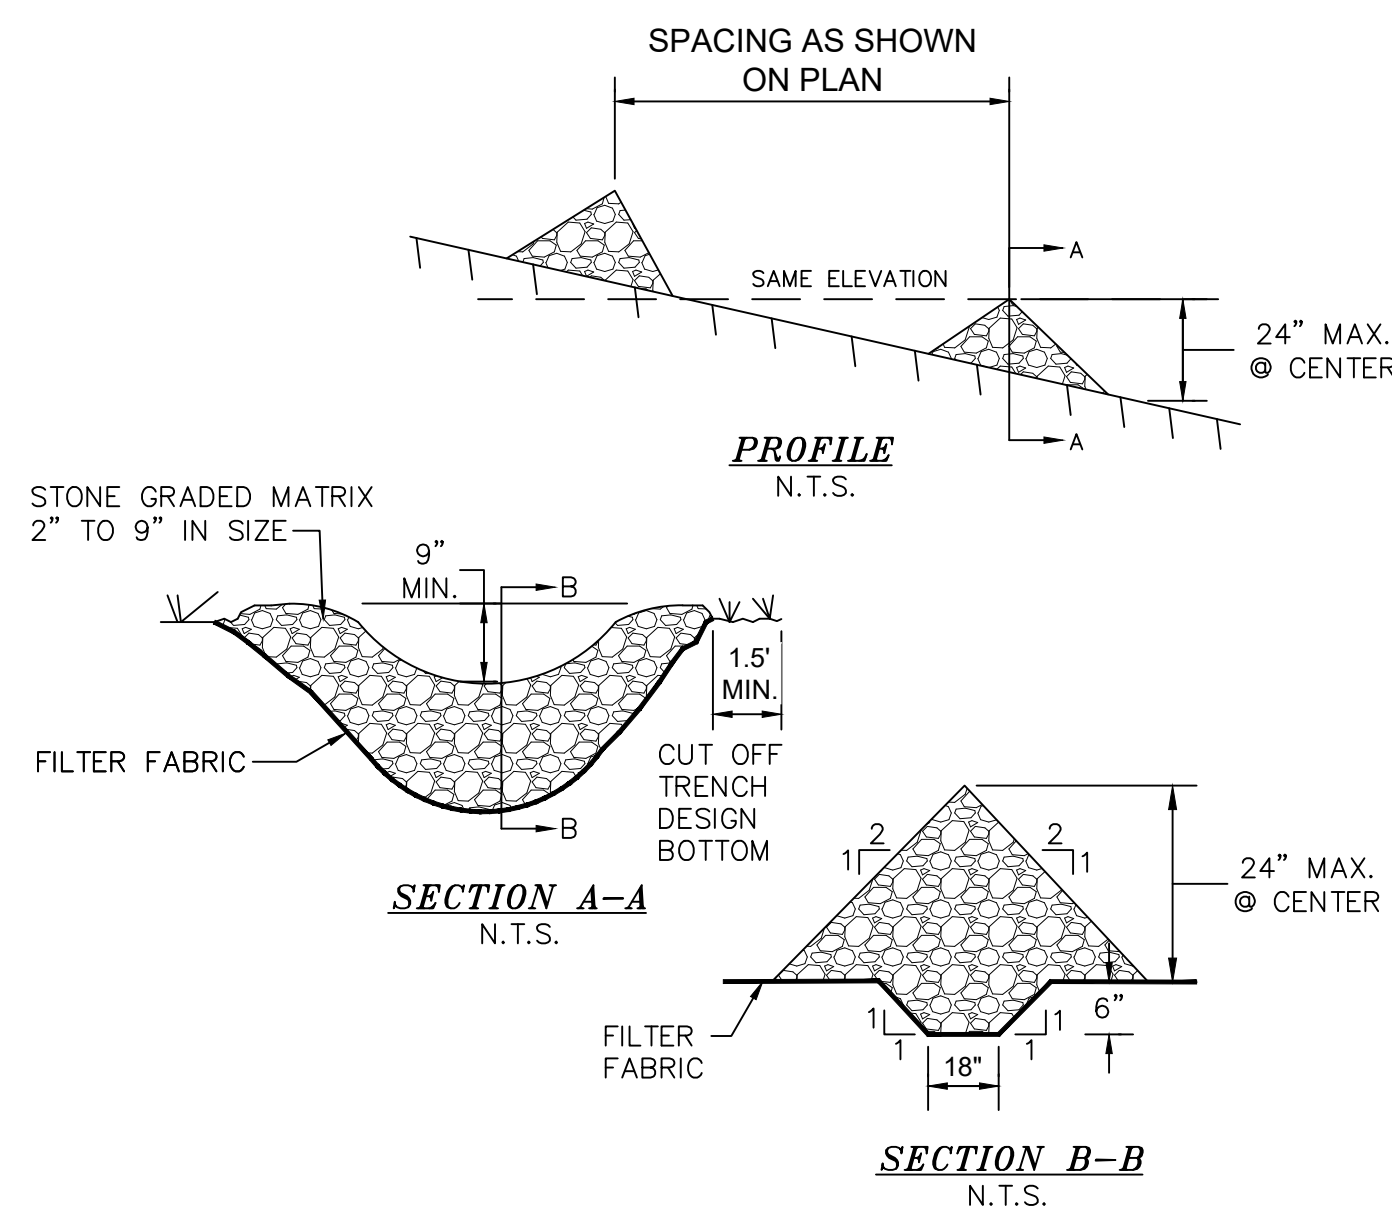 SPACING AS SHOWN
ON PLAN
A
SAME ELEVATION
24" MAX.
@ CENTER
A
PROFILE
N.T.S.
STONE GRADED MATRIX
2" TO 9" IN SIZE
9"
MIN.
B
1.5'
MIN.
FILTER FABRIC
CUT OFF
TRENCH
DESIGN
BOTTOM
B
SECTION A-A
N.T.S.
2
1
2
1
24" MAX.
@ CENTER
6"
1
1
1
1
FILTER
FABRIC
18"
SECTION B-B
N.T.S.